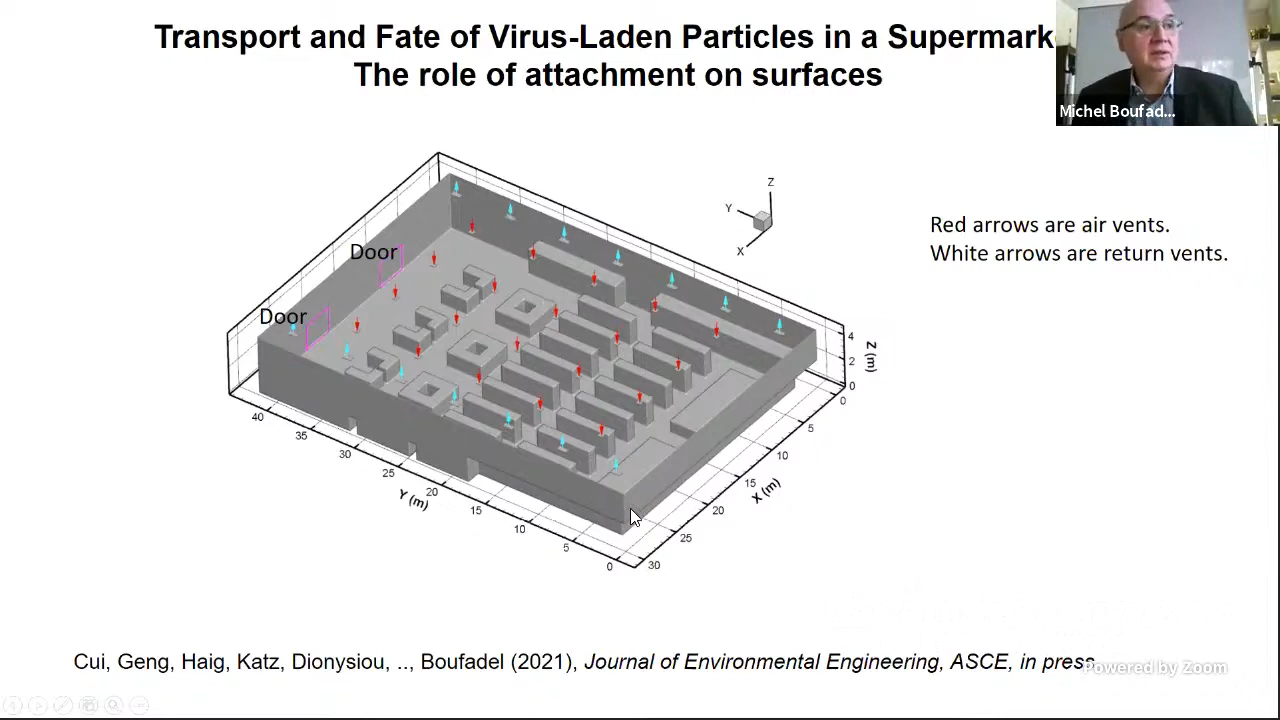 Transport and Fate of Virus-Laden Particles in a Supermark
The role of attachment on surfaces
Michel Boufad...
Z
Y
X
Red arrows are air vents.
White arrows are return vents.
Door
Door
4
2
0
Z (m)
0
5
10
15
20
25
30
X (m)
40
35
30
25
20
15
10
5
0
Y (m)
Cui, Geng, Haig, Katz, Dionysiou, .., Boufadel (2021), Journal of Environmental Engineering, ASCE, in press
Powered by Zoom